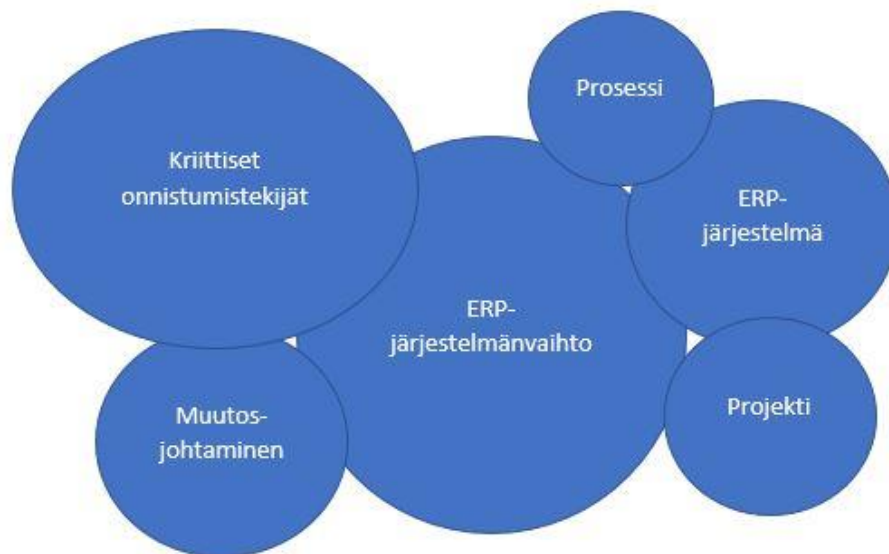 Prosessi
Kriittiset
onnistumistekijät
ERP-
järjestelmä
ERP-
järjestelmänvaihto
Muutos-
johtaminen
Projekti